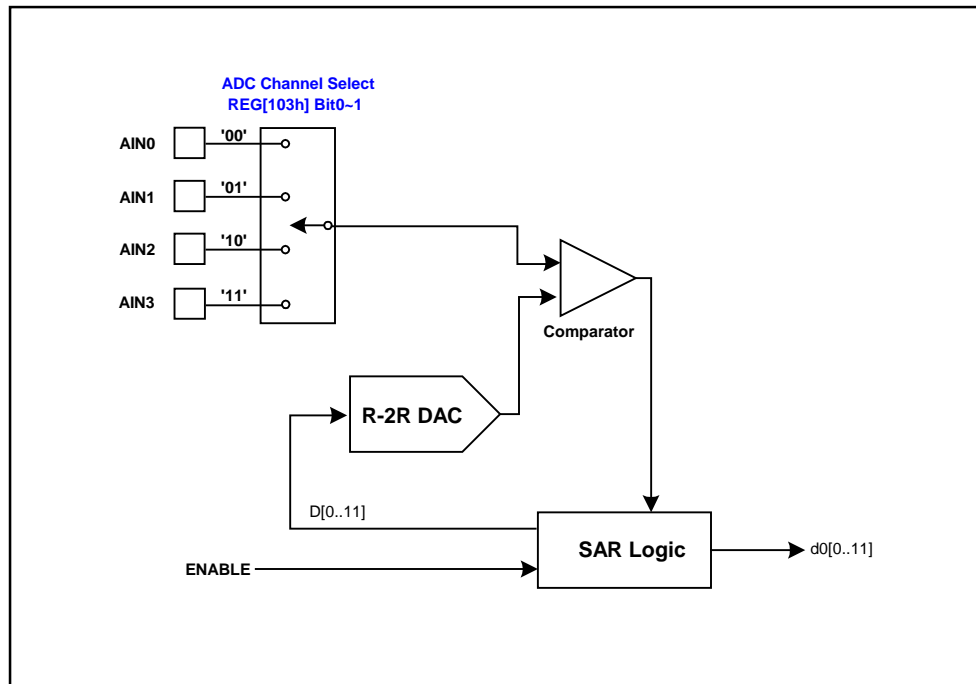 ADC Channel Select
REG[103h] Bit0~1
AIN0 '00'
AIN1 '01'
AIN2 '10'
AIN3 '11'
Comparator
R-2R DAC
D[0..11]
SAR Logic
d0[0..11]
ENABLE